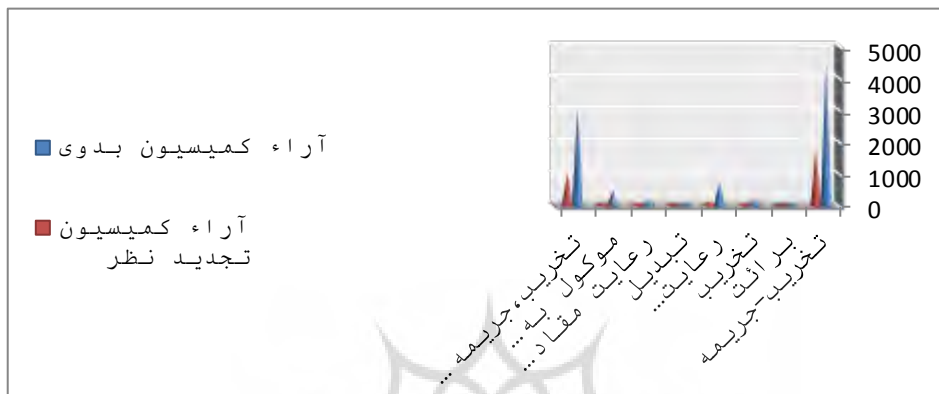 5000
4000
3000
2000
1000
0
آراء کمیسیون بدوی
آراء کمیسیون
تجدید نظر
تخریب-جریمه
برائت
تخریب
رعایت...
تبدیل
رعایت مفاد...
موکول به...
تخریب،جریمه...